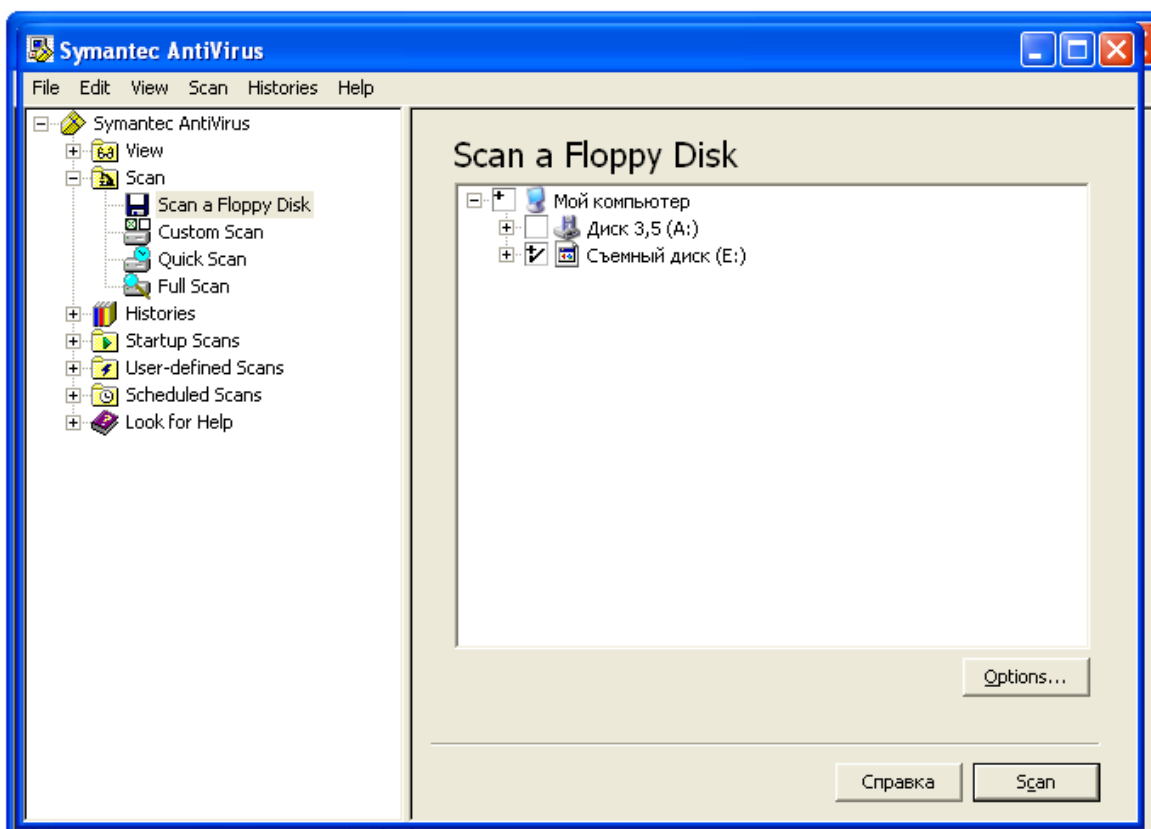 Symantec AntiVirus
File Edit View Scan Histories Help
Symantec AntiVirus
View
Scan
Scan a Floppy Disk
Custom Scan
Quick Scan
Full Scan
Histories
Startup Scans
User-defined Scans
Scheduled Scans
Look for Help
Scan a Floppy Disk
Мой компьютер
Диск 3,5 (A:)
Съемный диск (E:)
Options...
Справка
Scan